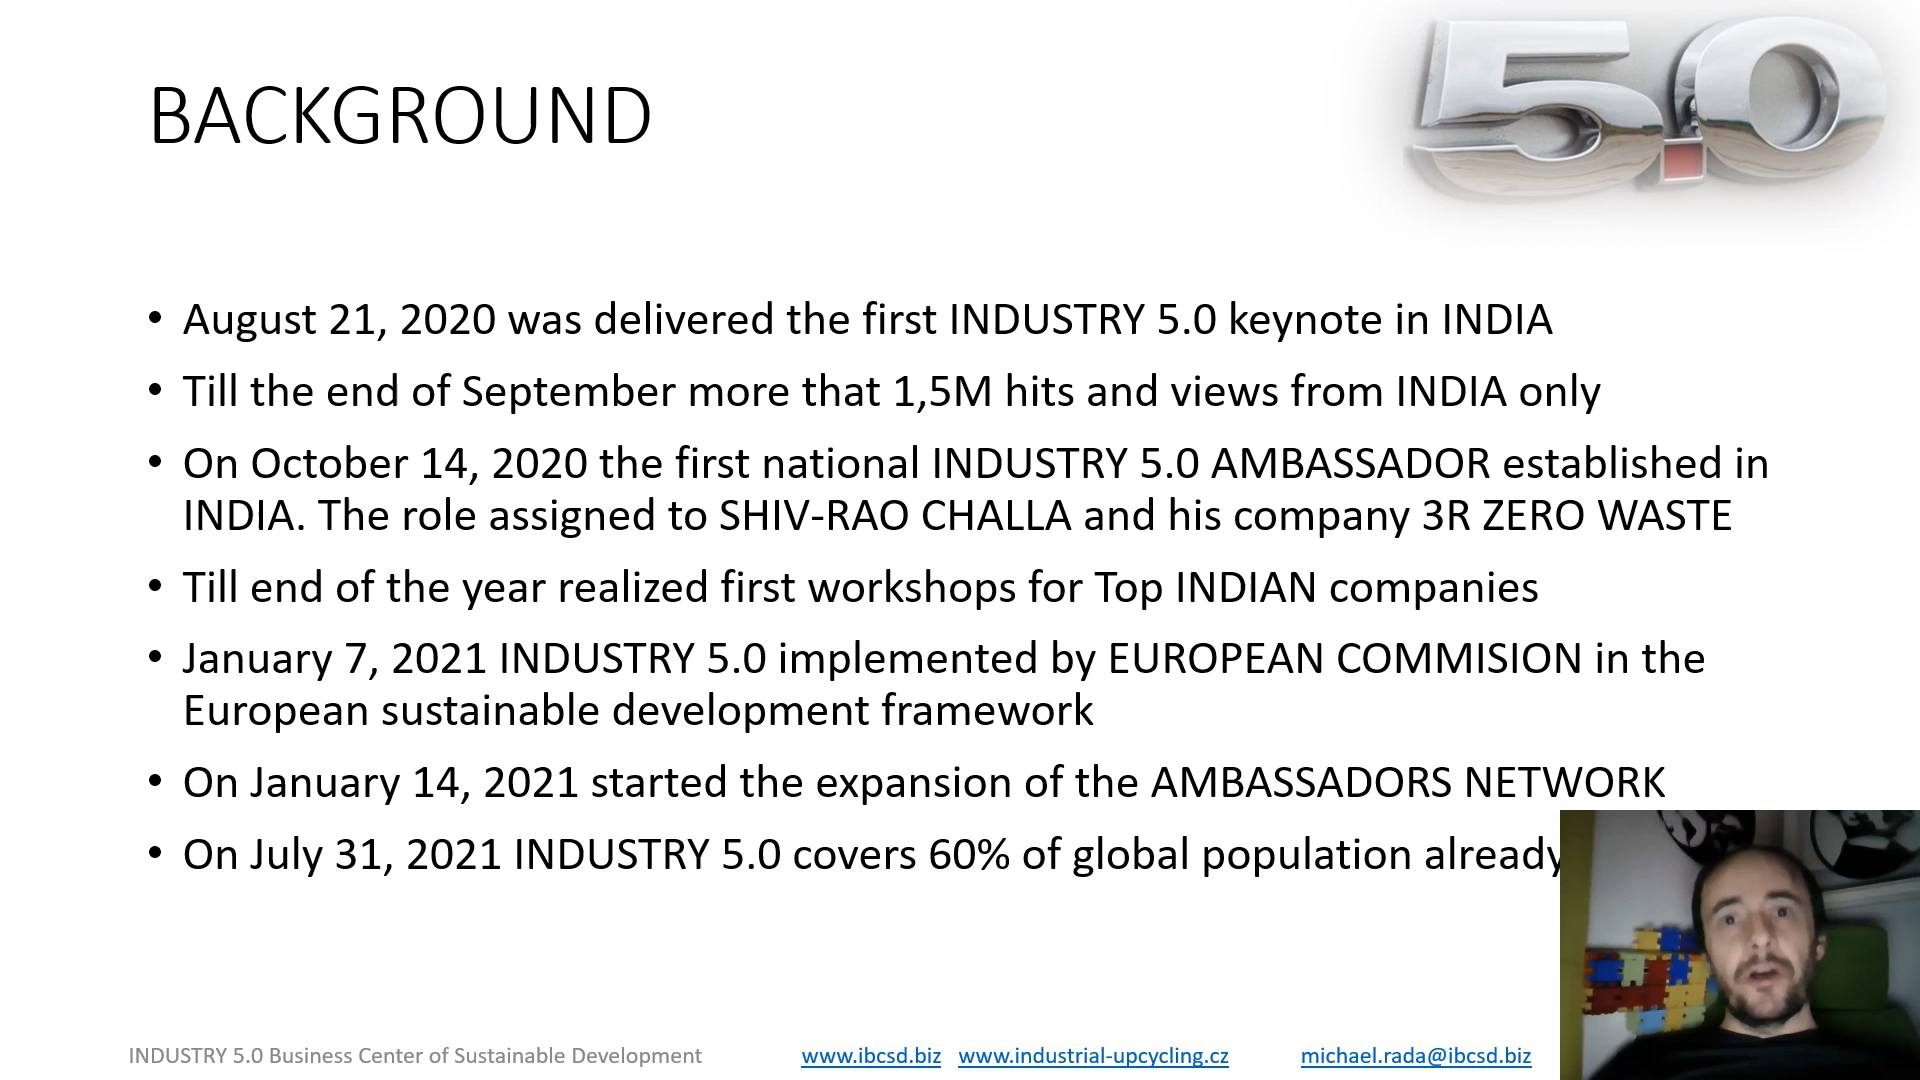 5.0
BACKGROUND
• August 21, 2020 was delivered the first INDUSTRY 5.0 keynote in INDIA
• Till the end of September more that 1,5M hits and views from INDIA only
• On October 14, 2020 the first national INDUSTRY 5.0 AMBASSADOR established in
INDIA. The role assigned to SHIV-RAO CHALLA and his company 3R ZERO WASTE
• Till end of the year realized first workshops for Top INDIAN companies
• January 7, 2021 INDUSTRY 5.0 implemented by EUROPEAN COMMISION in the
European sustainable development framework
• On January 14, 2021 started the expansion of the AMBASSADORS NETWORK
• On July 31, 2021 INDUSTRY 5.0 covers 60% of global population already
INDUSTRY 5.0 Business Center of Sustainable Development www.ibcsd.biz www.industrial-upcycling.cz michael.rada@ibcsd.biz